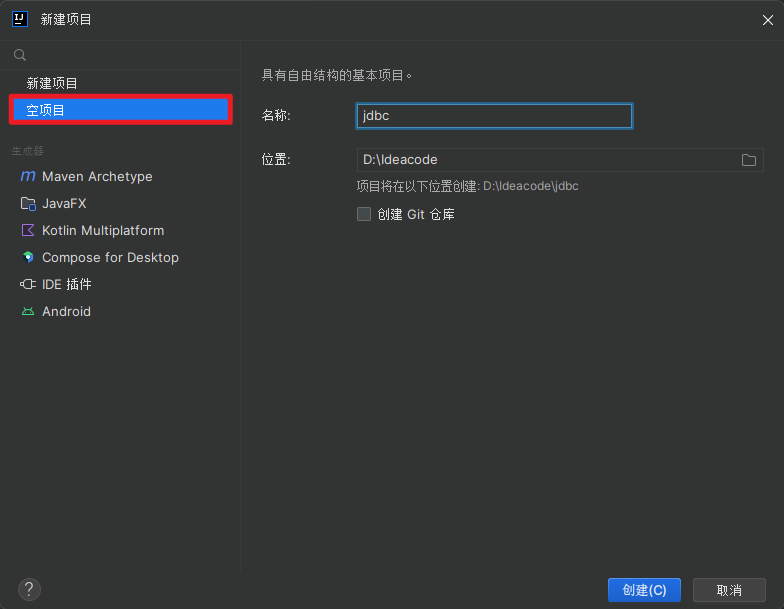 新建项目
新建项目
空项目
生成器
Maven Archetype
JavaFX
Kotlin Multiplatform
Compose for Desktop
IDE 插件
Android
具有自由结构的基本项目。
名称:
jdbc
位置:
D:\Ideacode
项目将在以下位置创建: D:\Ideacode\jdbc
创建 Git 仓库
?
创建(C)
取消